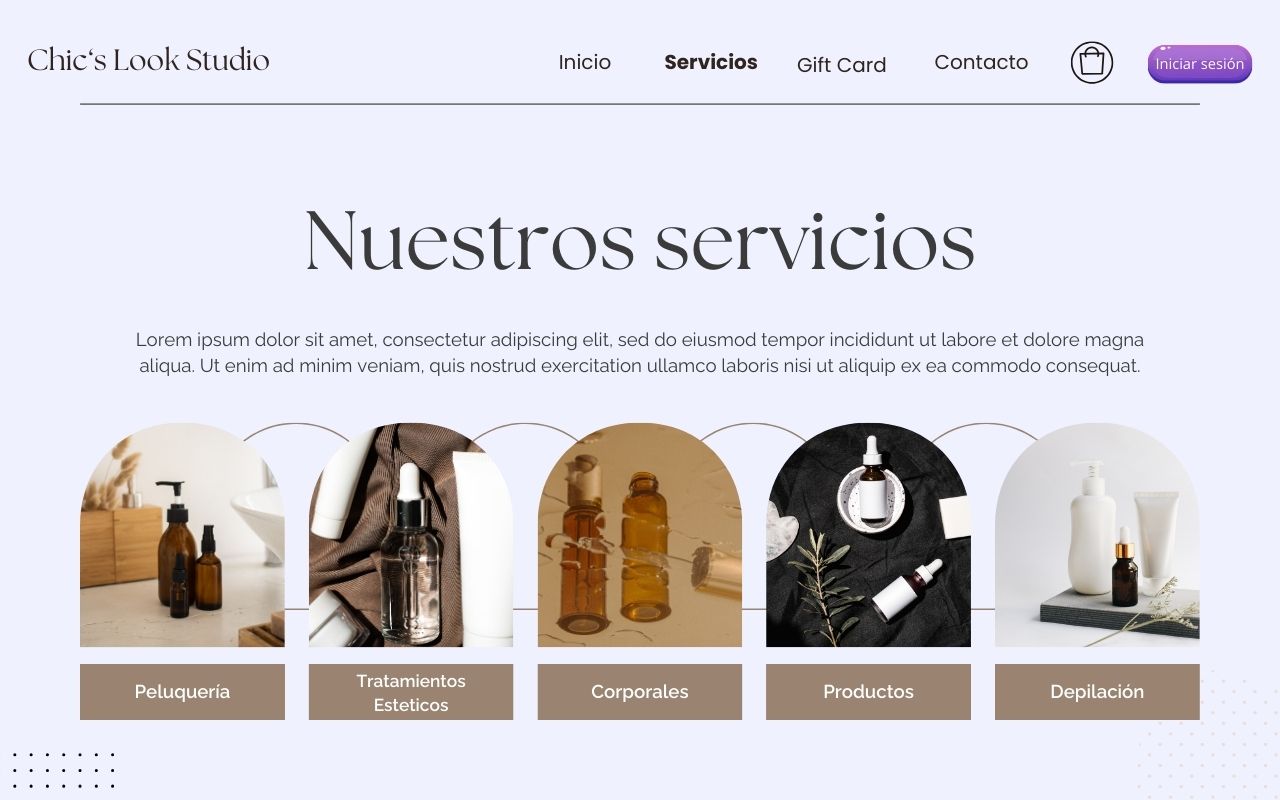 Chic‘s Look Studio
Inicio
Servicios
Gift Card
Contacto
Iniciar sesión
Nuestros servicios
Lorem ipsum dolor sit amet, consectetur adipiscing elit, sed do eiusmod tempor incididunt ut labore et dolore magna
aliqua. Ut enim ad minim veniam, quis nostrud exercitation ullamco laboris nisi ut aliquip ex ea commodo consequat.
Peluquería
Tratamientos
Esteticos
Corporales
Productos
Depilación